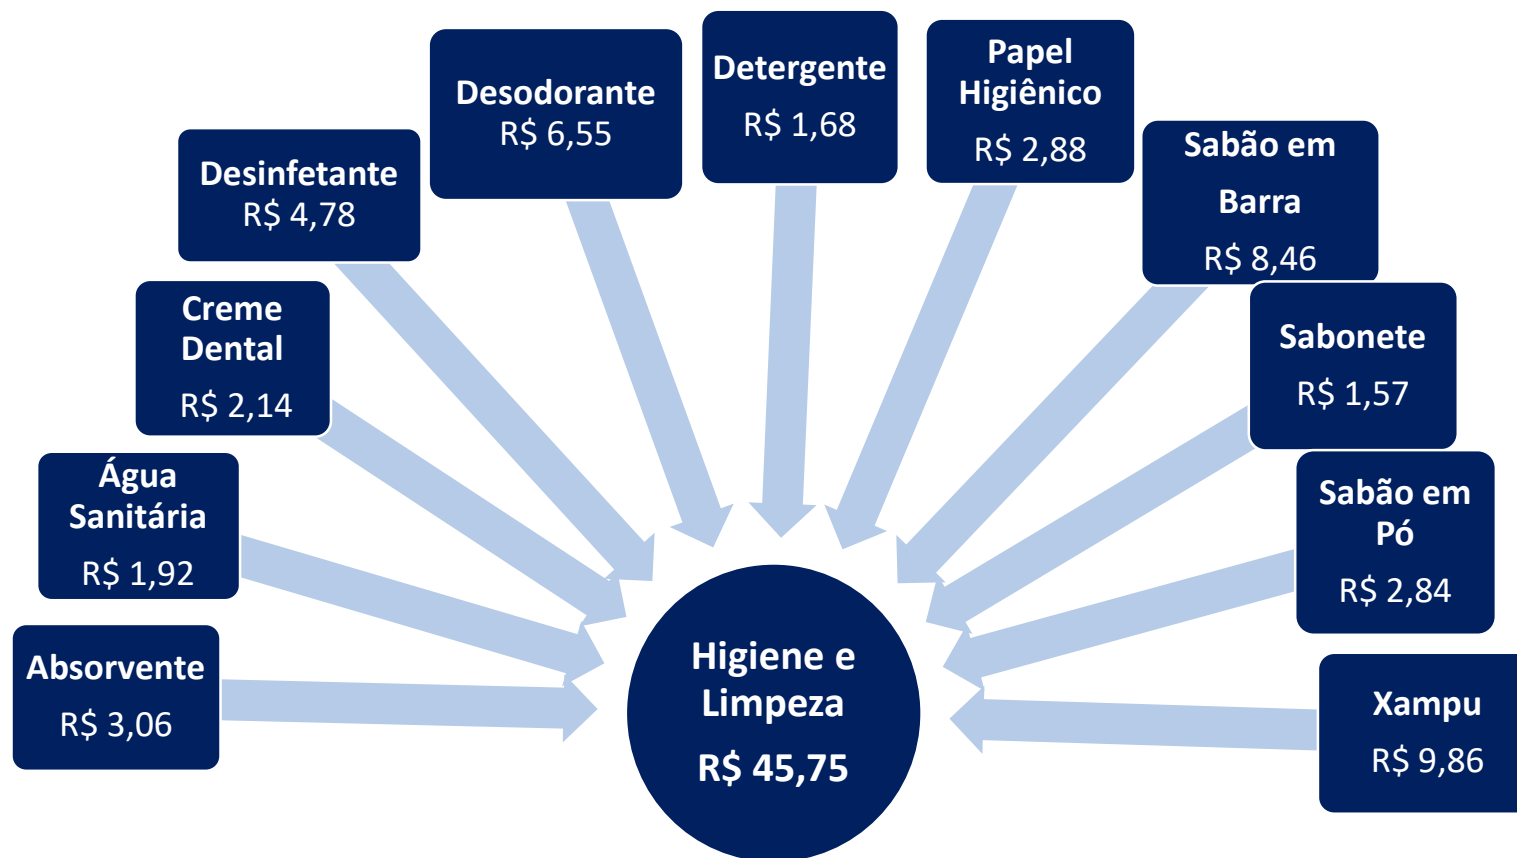 Absorvente
R$ 3,06
Água
Sanitária
R$ 1,92
Creme
Dental
R$ 2,14
Desinfetante
R$ 4,78
Desodorante
R$ 6,55
Detergente
R$ 1,68
Papel
Higiênico
R$ 2,88
Sabão em
Barra
R$ 8,46
Sabonete
R$ 1,57
Sabão em
Pó
R$ 2,84
Xampu
R$ 9,86
Higiene e
Limpeza
R$ 45,75